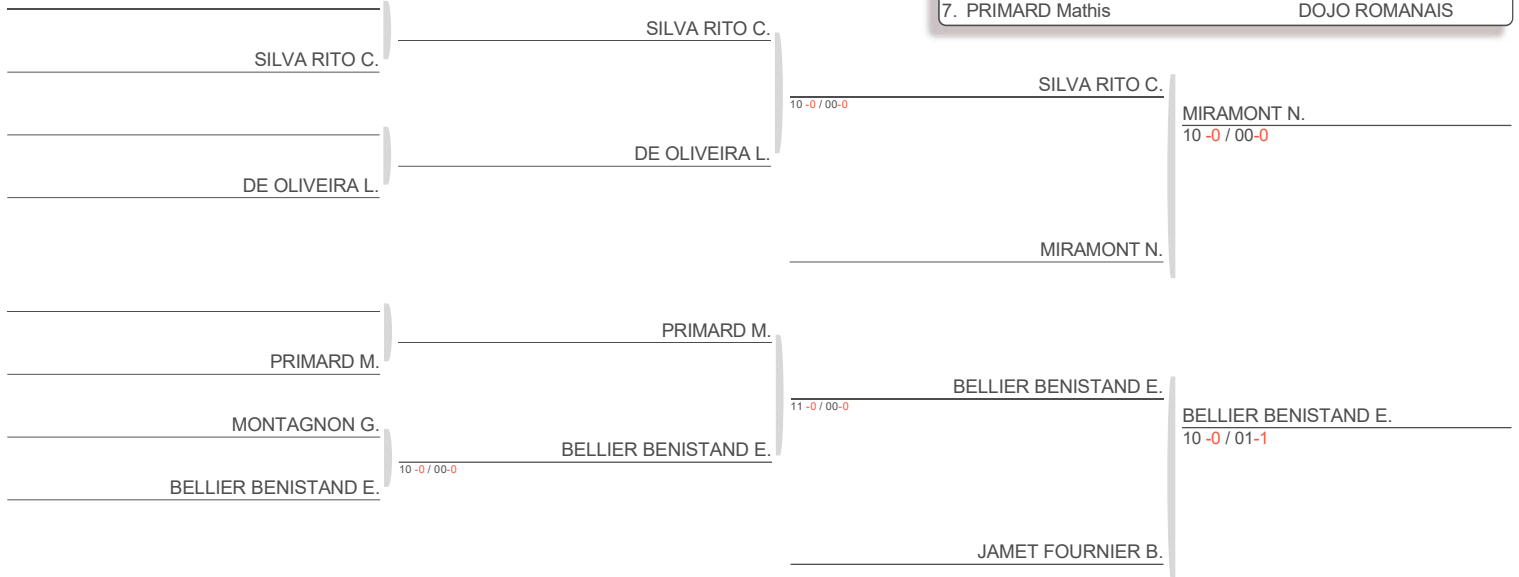 7. PRIMARD Mathis DOJO ROMANAIS
SILVA RITO C.
SILVA RITO C.
SILVA RITO C.
10 -0 / 00-0
MIRAMONT N.
10 -0 / 00-0
DE OLIVEIRA L.
DE OLIVEIRA L.
MIRAMONT N.
PRIMARD M.
PRIMARD M.
BELLIER BENISTAND E.
11 -0 / 00-0
BELLIER BENISTAND E.
10 -0 / 01-1
MONTAGNON G.
BELLIER BENISTAND E.
10 -0 / 00-0
BELLIER BENISTAND E.
JAMET FOURNIER B.